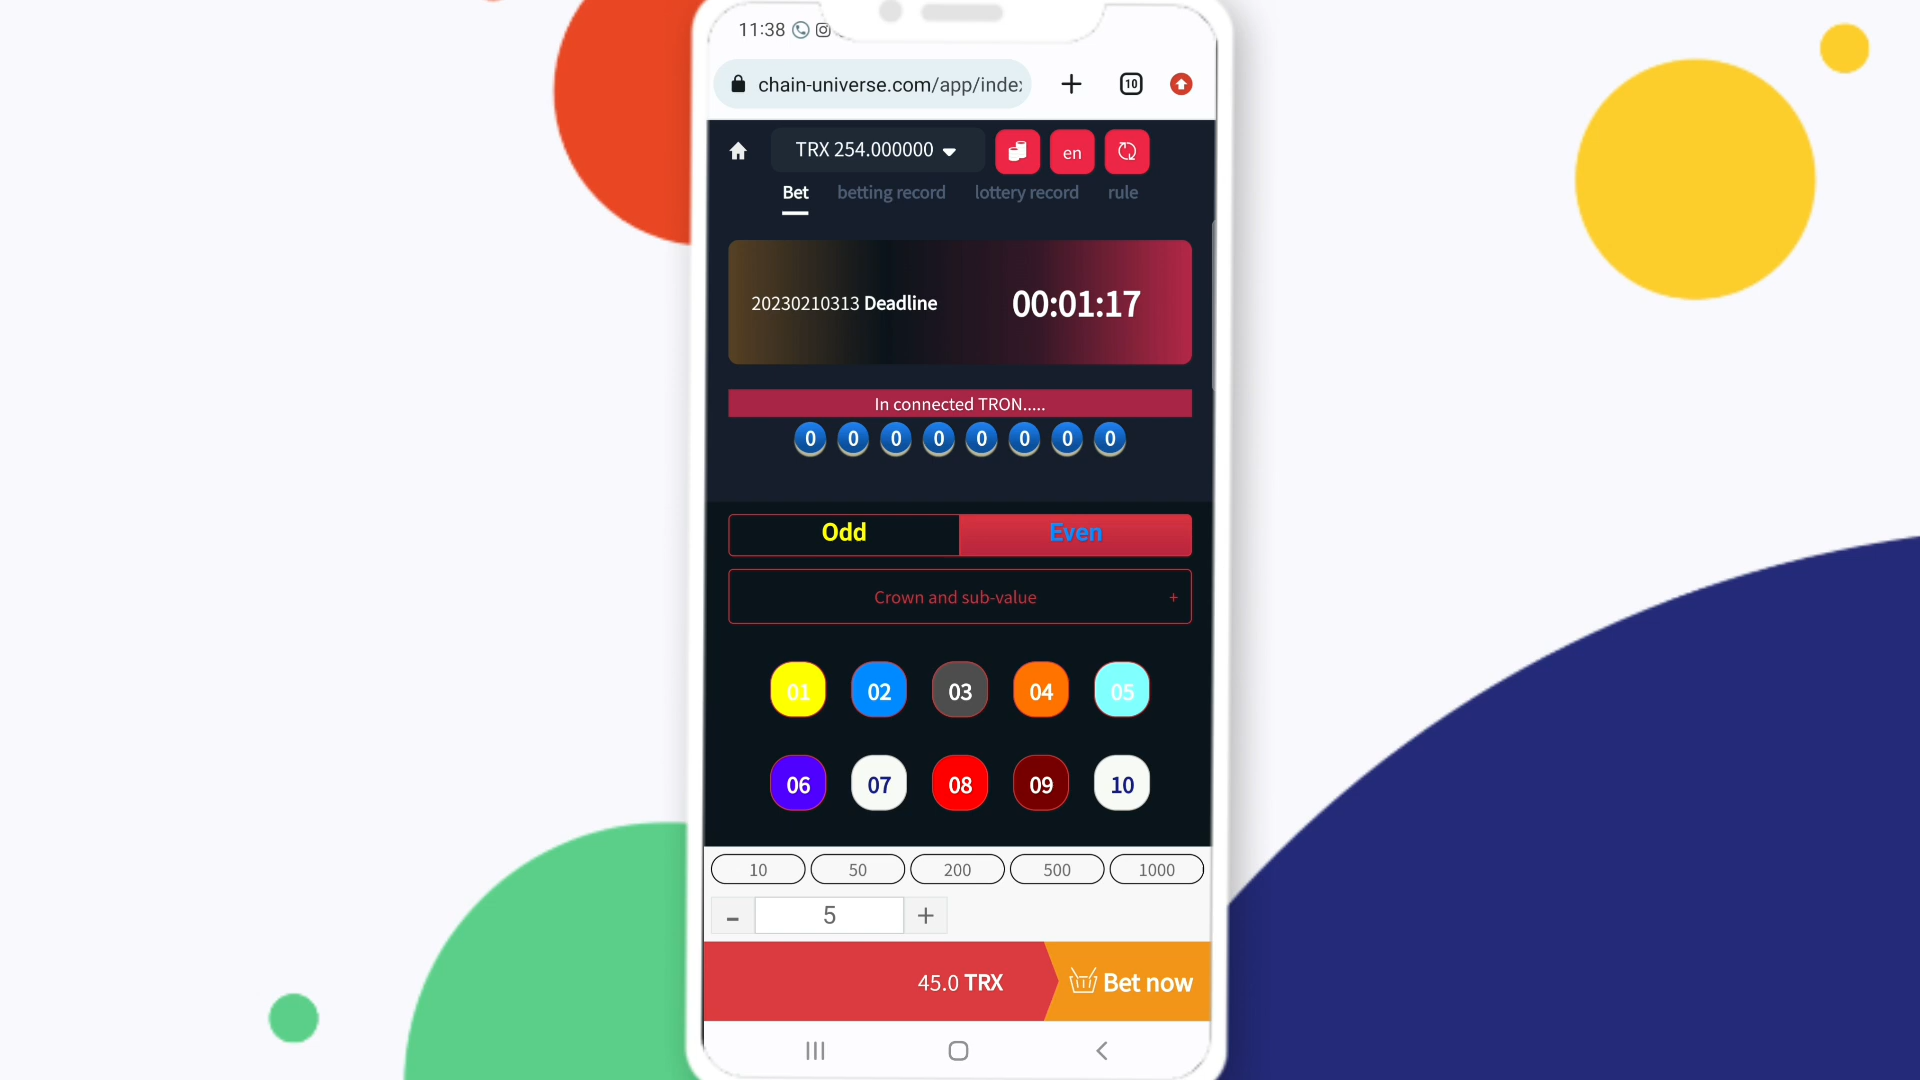 11:38
chain-universe.com/app/index
10
TRX 254.000000
en
Bet betting record lottery record rule
20230210313 Deadline 00:01:17
In connected TRON.....
0 0 0 0 0 0 0 0
Odd Even
Crown and sub-value +
01 02 03 04 05
06 07 08 09 10
10 50 200 500 1000
- 5 +
45.0 TRX Bet now